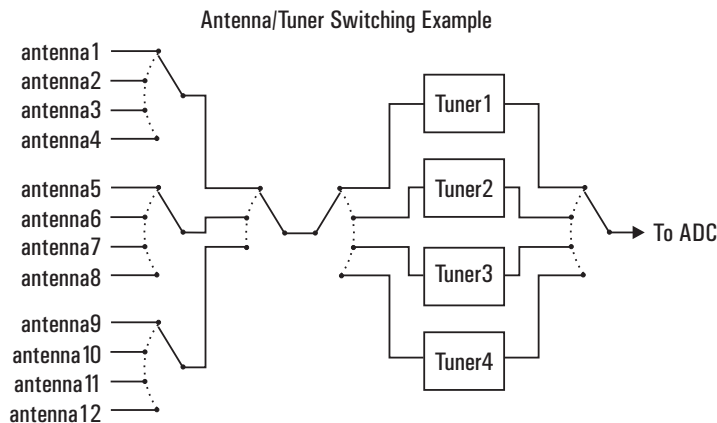 Antenna/Tuner Switching Example
antenna1
antenna2
antenna3
antenna4
antenna5
antenna6
antenna7
antenna8
antenna9
antenna10
antenna11
antenna12
Tuner1
Tuner2
Tuner3
Tuner4
To ADC